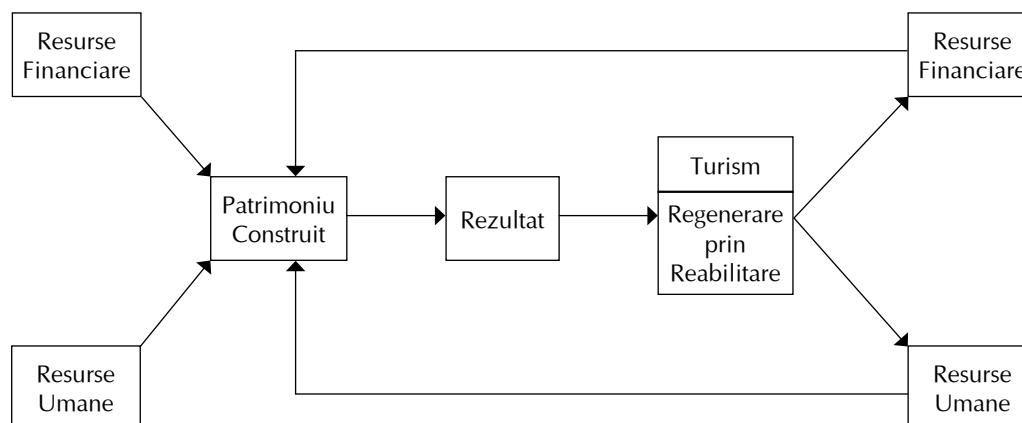 Resurse
Financiare
Resurse
Financiare
Turism
Patrimoniu
Construit
Rezultat
Regenerare
prin
Reabilitare
Resurse
Umane
Resurse
Umane